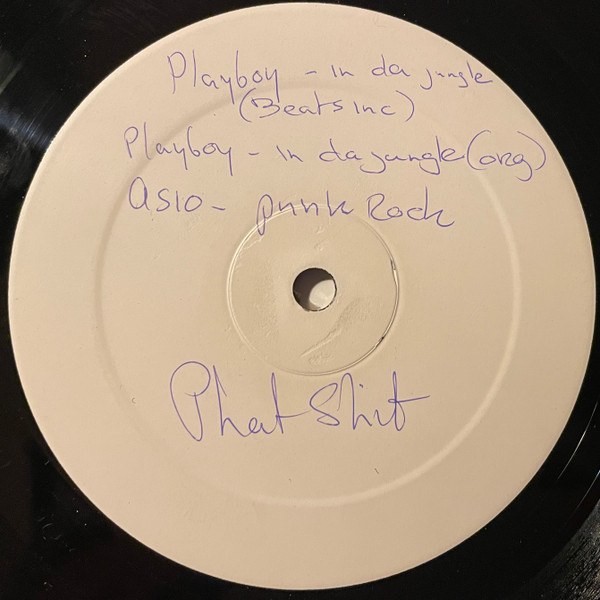 Playboy - in da jungle
(Beats inc)
Playboy - in da jungle (org)
asio - punk Rock
Phat Shit